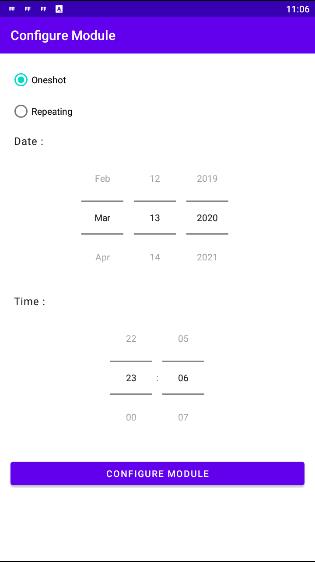 11:06
Configure Module
Oneshot
Repeating
Date :
Feb 12 2019
Mar 13 2020
Apr 14 2021
Time :
22 05
23 : 06
00 07
CONFIGURE MODULE